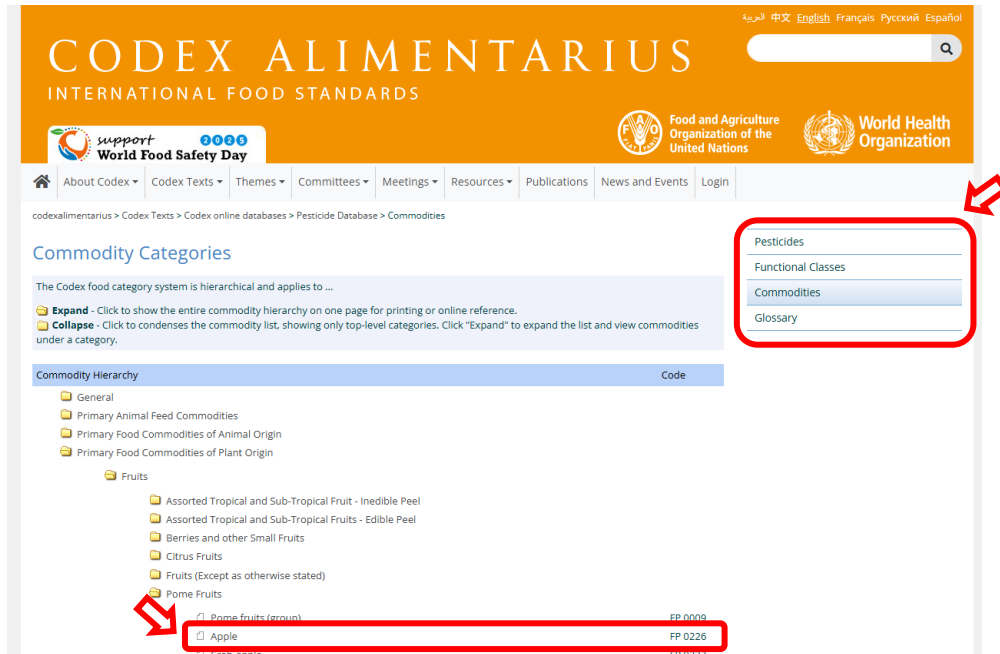 العربية 中文 English Français Русский Español
CODEX ALIMENTARIUS
INTERNATIONAL FOOD STANDARDS
support 2025
World Food Safety Day
FAO
FIAT PANIS
Food and Agriculture
Organization of the
United Nations
World Health
Organization
About Codex Codex Texts Themes Committees Meetings Resources Publications News and Events Login
codexalimentarius > Codex Texts > Codex online databases > Pesticide Database > Commodities
Commodity Categories
The Codex food category system is hierarchical and applies to ...
Expand - Click to show the entire commodity hierarchy on one page for printing or online reference.
Collapse - Click to condenses the commodity list, showing only top-level categories. Click "Expand" to expand the list and view commodities
under a category.
Pesticides
Functional Classes
Commodities
Glossary
Commodity Hierarchy Code
General
Primary Animal Feed Commodities
Primary Food Commodities of Animal Origin
Primary Food Commodities of Plant Origin
Fruits
Assorted Tropical and Sub-Tropical Fruit - Inedible Peel
Assorted Tropical and Sub-Tropical Fruits - Edible Peel
Berries and other Small Fruits
Citrus Fruits
Fruits (Except as otherwise stated)
Pome Fruits
Pome fruits (group) FP 0009
Apple FP 0226